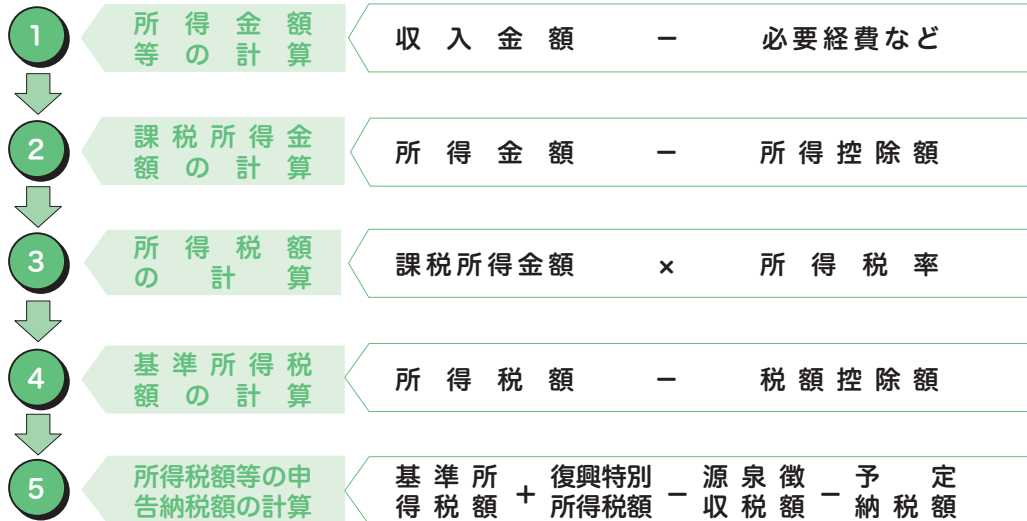 1
所得金額
等の計算
収入金額 − 必要経費など
2
課税所得金
額の計算
所得金額 − 所得控除額
3
所得税額
の計算
課税所得金額 × 所得税率
4
基準所得税
額の計算
所得税額 − 税額控除額
5
所得税額等の申
告納税額の計算
基準所
得税額
+
復興特別
所得税額
−
源泉徴
収税額
−
予定
納税額